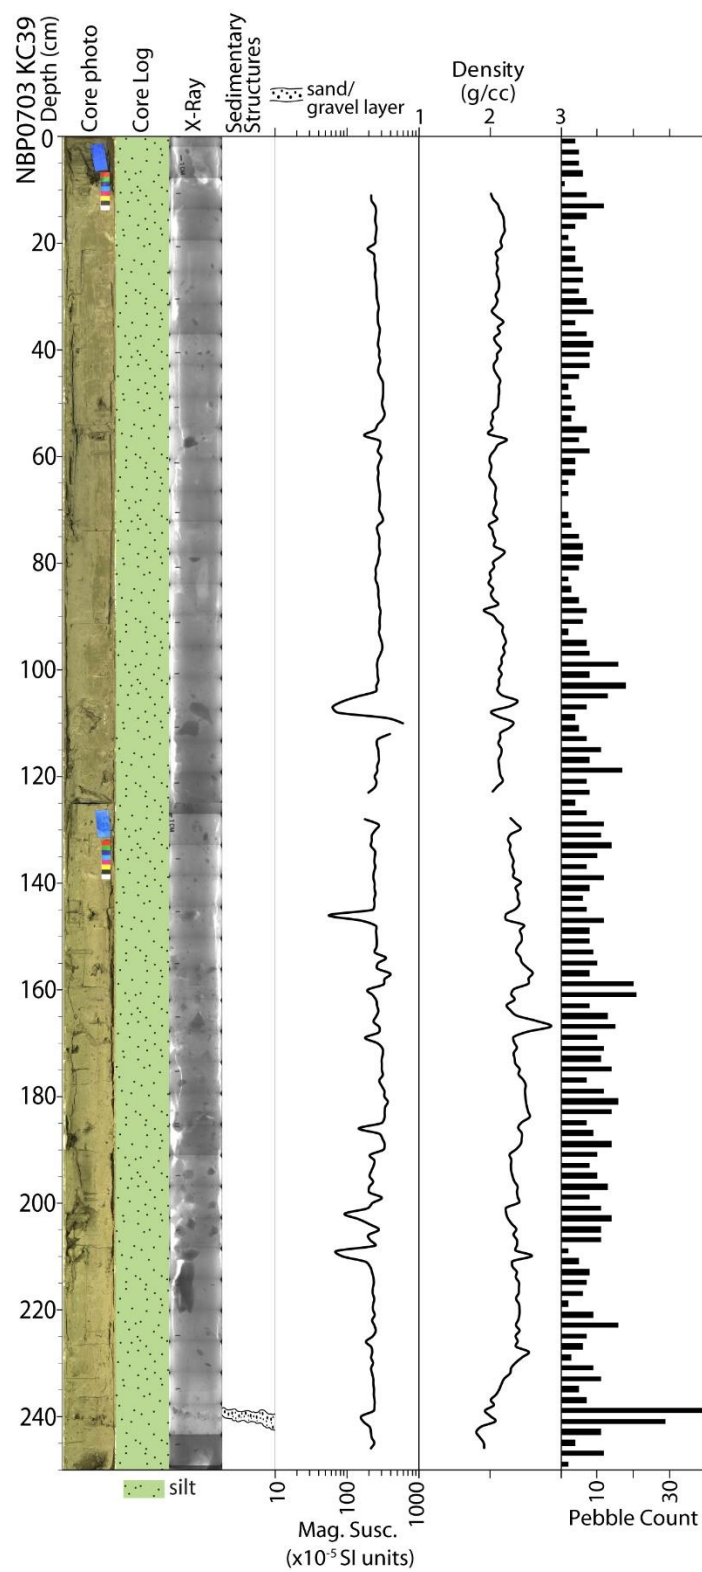 NBP0703 KC39
Depth (cm)
Core photo
Core Log
X-Ray
Sedimentary
Structures
sand/
gravel layer
Density
(g/cc)
1
2
3
0
20
40
60
80
100
120
140
160
180
200
220
240
silt
10
100
1000
Mag. Susc.
(x10⁻⁵ SI units)
10
30
Pebble Count